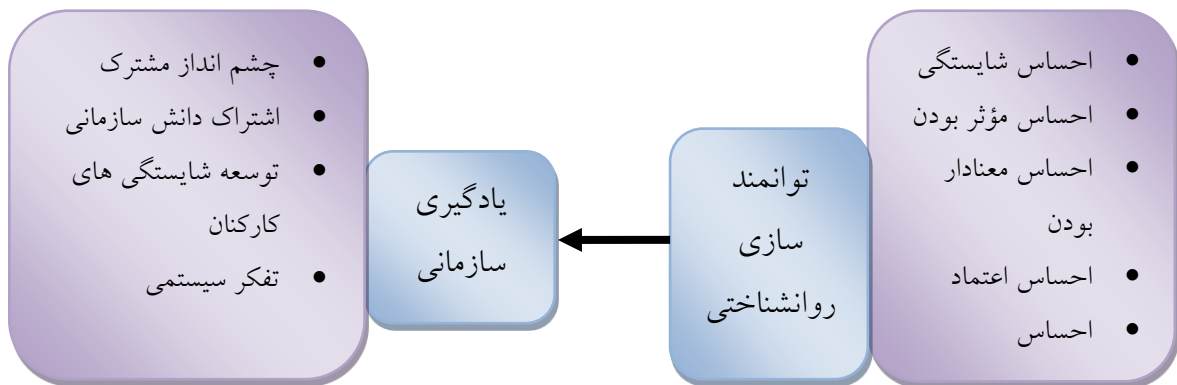 احساس شایستگی
احساس مؤثر بودن
احساس معنادار
بودن
احساس اعتماد
احساس
توانمند
سازی
روانشناختی
یادگیری
سازمانی
چشم انداز مشترک
اشتراک دانش سازمانی
توسعه شایستگی های
کارکنان
تفکر سیستمی